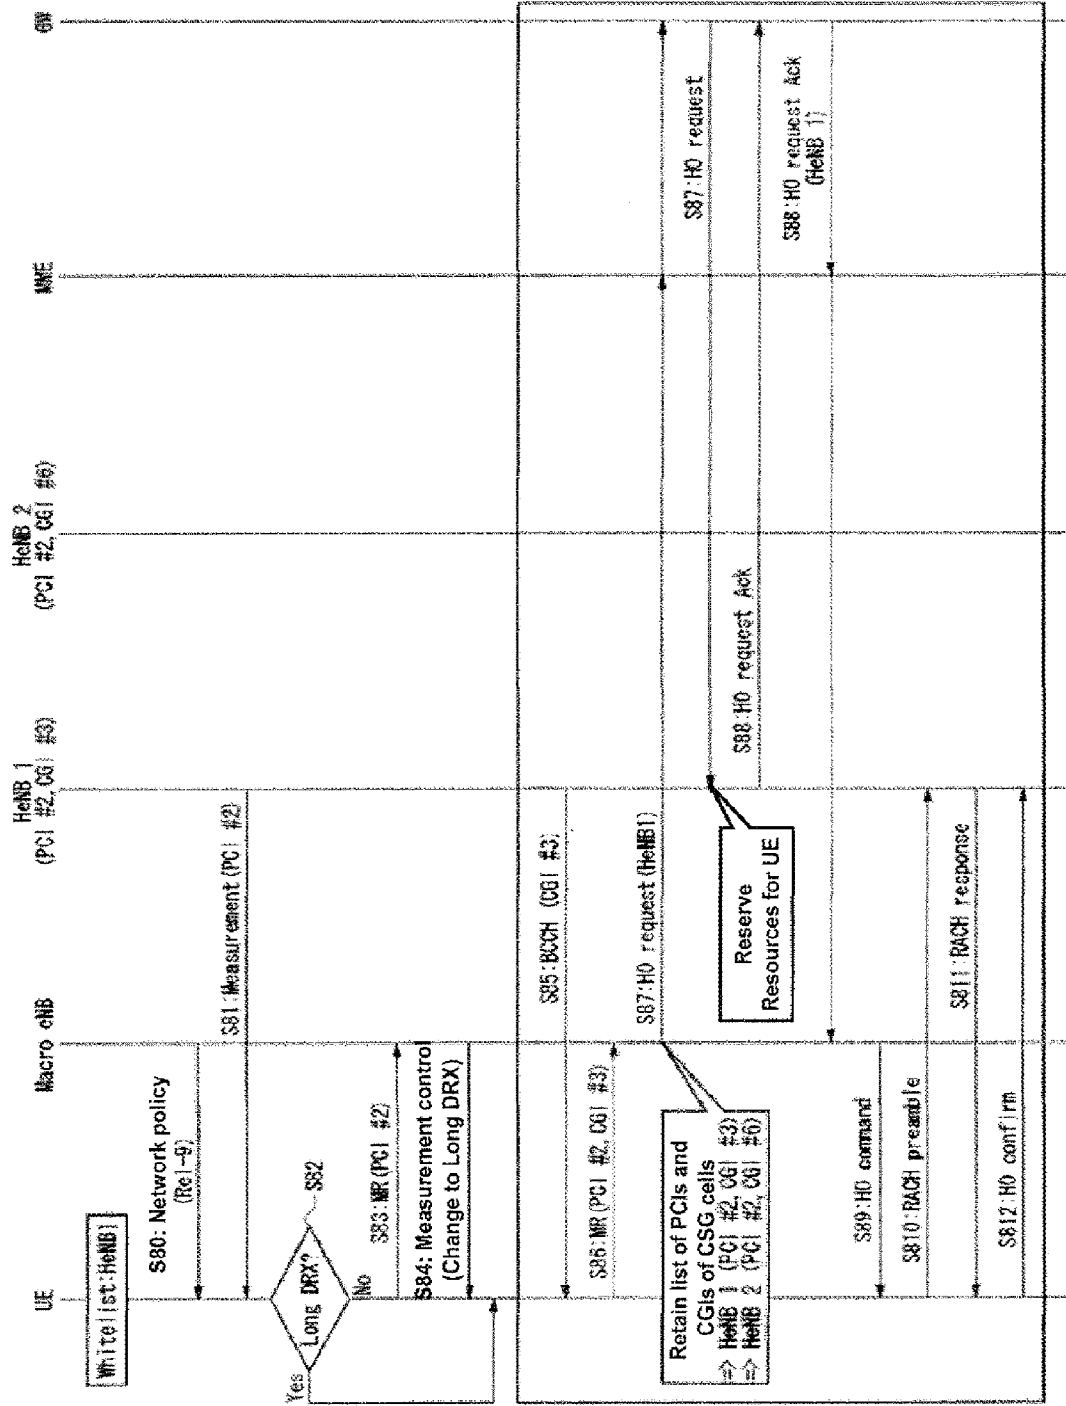 UE
Macro eNB
HeNB 1
(PCI #2, CGI #3)
HeNB 2
(PCI #2, CGI #6)
MME
GW
Whitelist:HeNB1
S80: Network policy
(Rel-9)
S81:Measurement(PCI #2)
Long DRX?
S82
Yes
No
S83:MR(PCI #2)
S84: Measurement control
(Change to Long DRX)
S85:BCCH (CGI #3)
S86:MR(PCI #2, CGI #3)
Retain list of PCIs and
CGIs of CSG cells
⇒ HeNB 1 (PCI #2, CGI #3)
⇒ HeNB 2 (PCI #2, CGI #6)
S87:HO request(HeNB1)
S87:HO request
Reserve
Resources for UE
S88:HO request Ack
S88:HO request Ack
(HeNB 1)
S89:HO command
S810:RACH preamble
S811:RACH response
S812:HO confirm